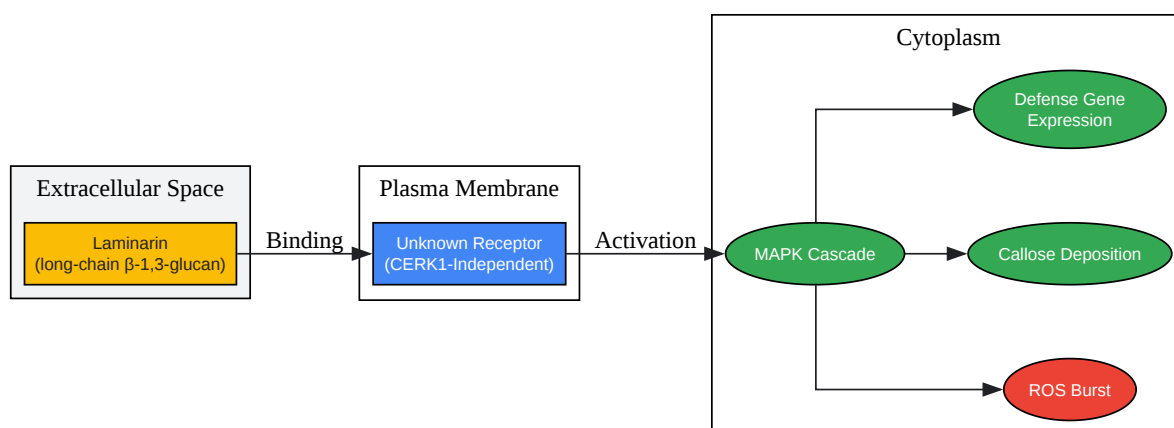 Cytoplasm
Defense Gene
Expression
Extracellular Space
Plasma Membrane
Laminarin
(long-chain β-1,3-glucan)
Binding
Unknown Receptor
(CERK1-Independent)
Activation
MAPK Cascade
Callose Deposition
ROS Burst